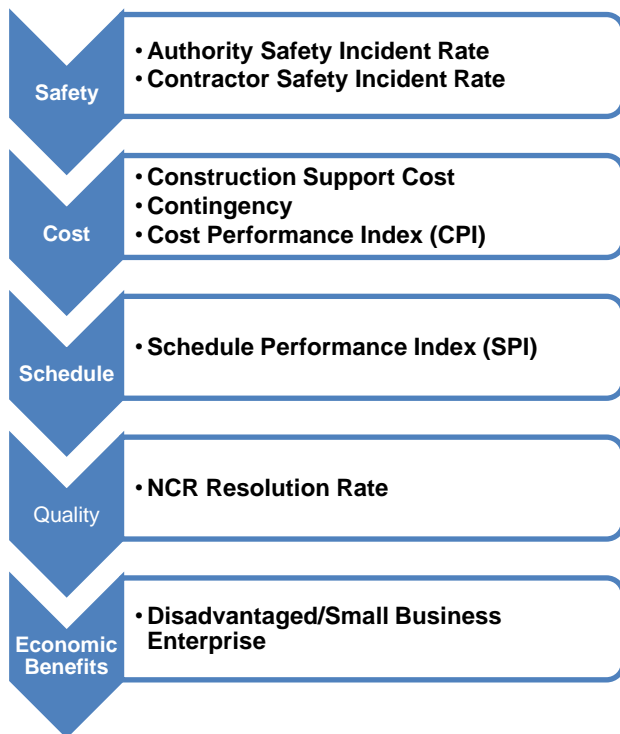 Safety
• Authority Safety Incident Rate
• Contractor Safety Incident Rate
Cost
• Construction Support Cost
• Contingency
• Cost Performance Index (CPI)
Schedule
• Schedule Performance Index (SPI)
Quality
• NCR Resolution Rate
Economic
Benefits
• Disadvantaged/Small Business
Enterprise